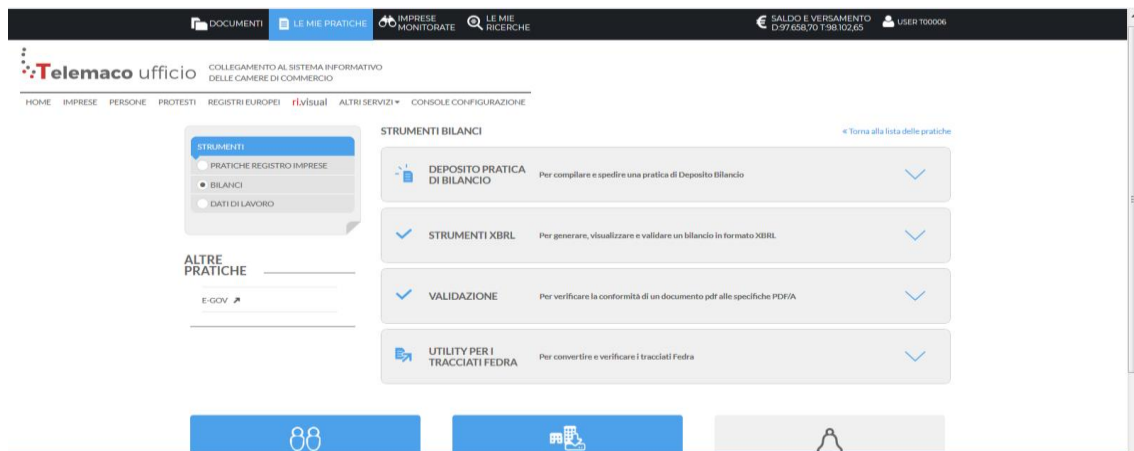 DOCUMENTI
LE MIE PRATICHE
IMPRESE
MONITORATE
LE MIE
RICERCHE
SALDO E VERSAMENTO
D:97.658,70 T:98.102,65
USER T00006
Telemaco ufficio
COLLEGAMENTO AL SISTEMA INFORMATIVO
DELLE CAMERE DI COMMERCIO
HOME IMPRESE PERSONE PROTESTI REGISTRI EUROPEI ri.visual ALTRI SERVIZI CONSOLE CONFIGURAZIONE
STRUMENTI
PRATICHE REGISTRO IMPRESE
BILANCI
DATI DI LAVORO
ALTRE
PRATICHE
E-GOV
STRUMENTI BILANCI
« Torna alla lista delle pratiche
DEPOSITO PRATICA
DI BILANCIO
Per compilare e spedire una pratica di Deposito Bilancio
STRUMENTI XBRL
Per generare, visualizzare e validare un bilancio in formato XBRL
VALIDAZIONE
Per verificare la conformità di un documento pdf alle specifiche PDF/A
UTILITY PER I
TRACCIATI FEDRA
Per convertire e verificare i tracciati Fedra